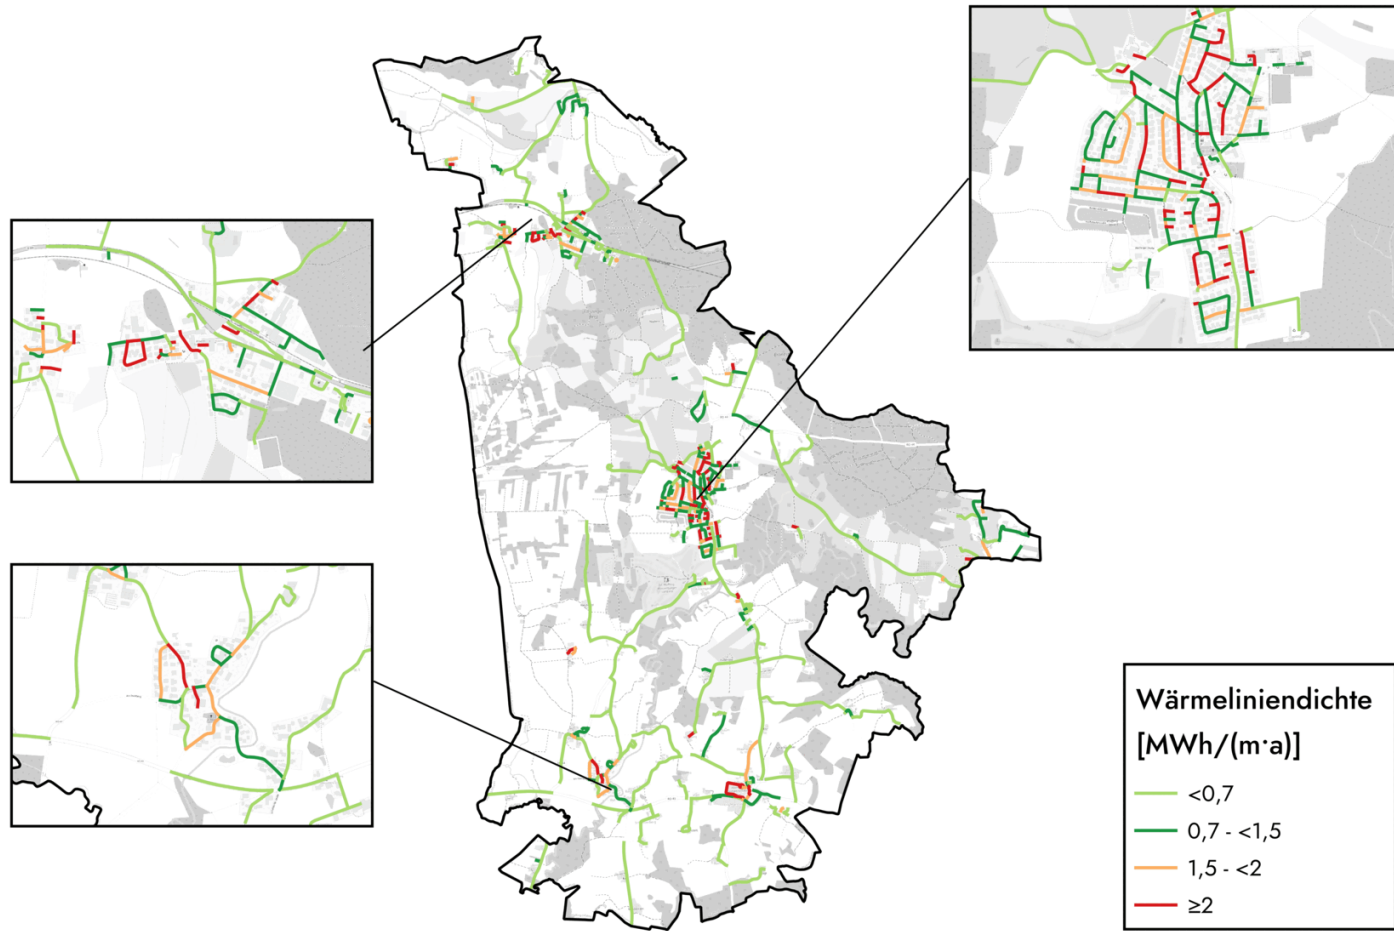 Wärmeliniendichte
[MWh/(m·a)]
<0,7
0,7 - <1,5
1,5 - <2
≥2